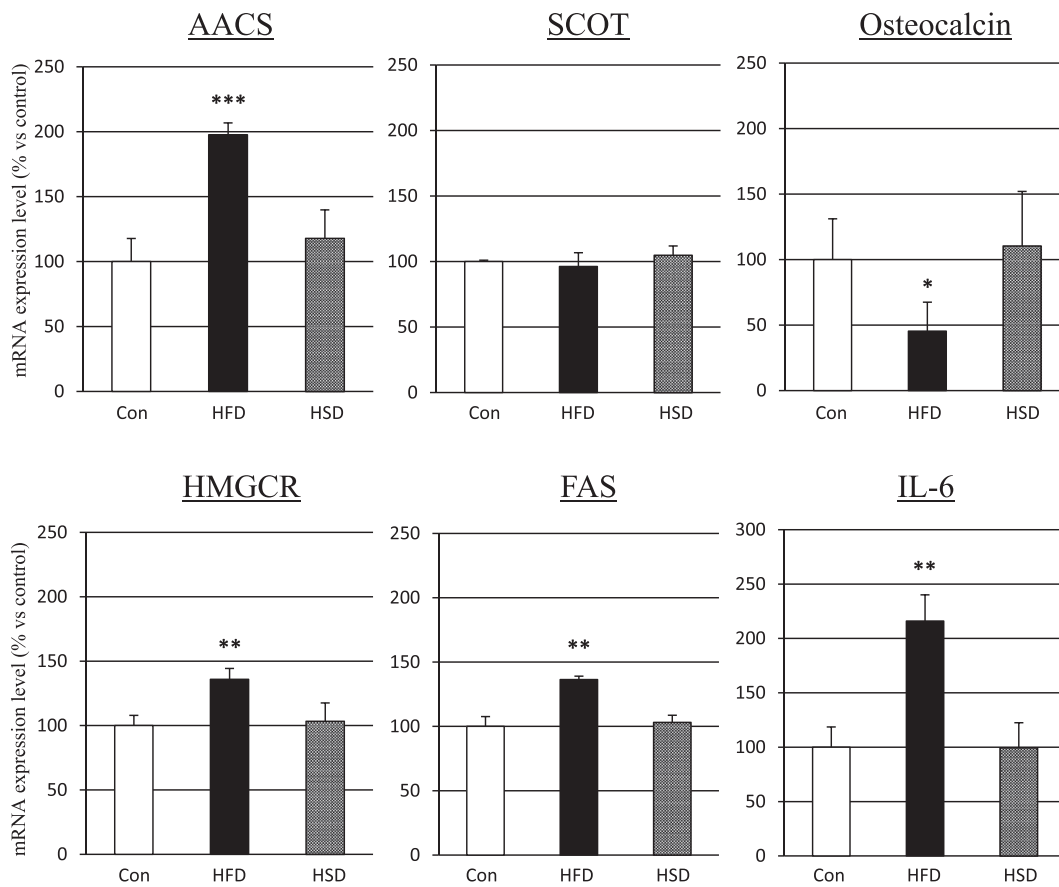 AACS
SCOT
Osteocalcin
mRNA expression level (% vs control)
250
200
150
100
50
0
***
Con
HFD
HSD
250
200
150
100
50
0
Con
HFD
HSD
250
200
150
100
50
0
*
Con
HFD
HSD
HMGCR
FAS
IL-6
mRNA expression level (% vs control)
250
200
150
100
50
0
**
Con
HFD
HSD
250
200
150
100
50
0
**
Con
HFD
HSD
300
250
200
150
100
50
0
**
Con
HFD
HSD